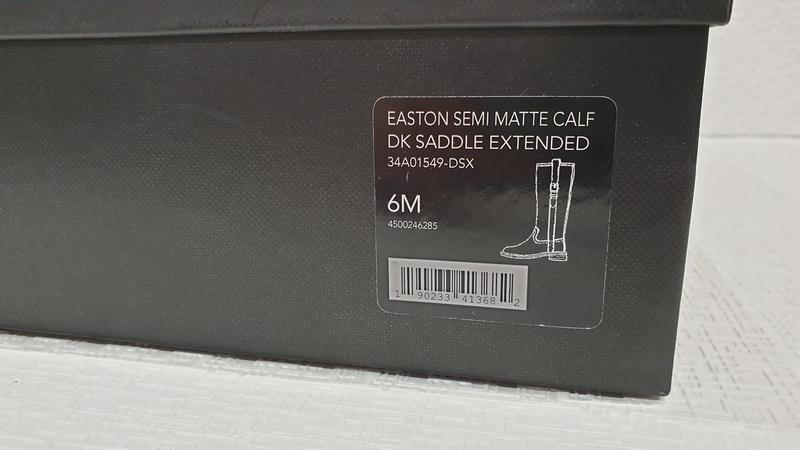 EASTON SEMI MATTE CALF
DK SADDLE EXTENDED
34A01549-DSX
6M
4500246285
1 90233 41368 2